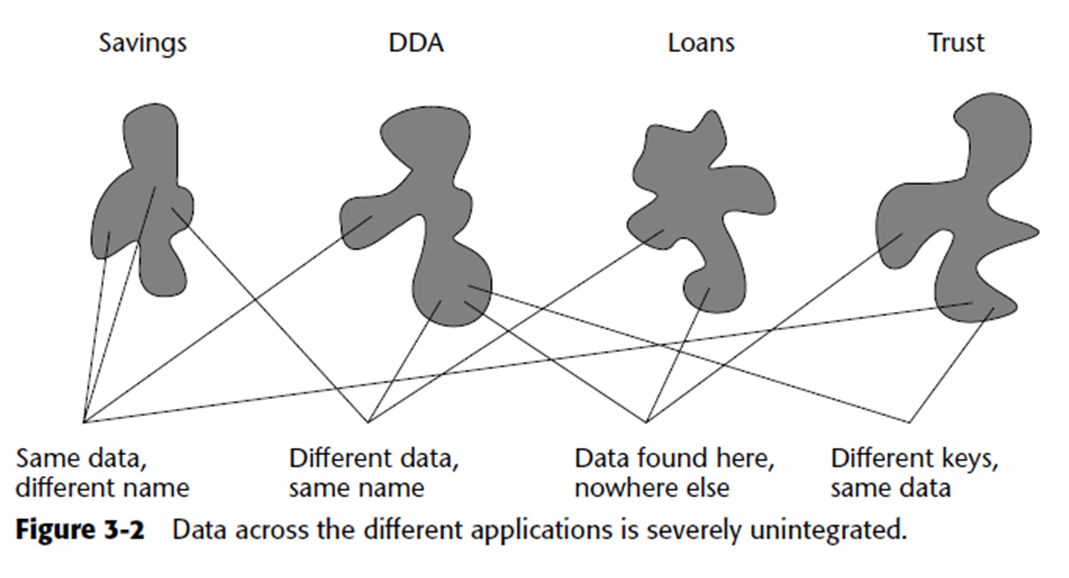 Savings
DDA
Loans
Trust
Same data,
different name
Different data,
same name
Data found here,
nowhere else
Different keys,
same data
Figure 3-2 Data across the different applications is severely unintegrated.